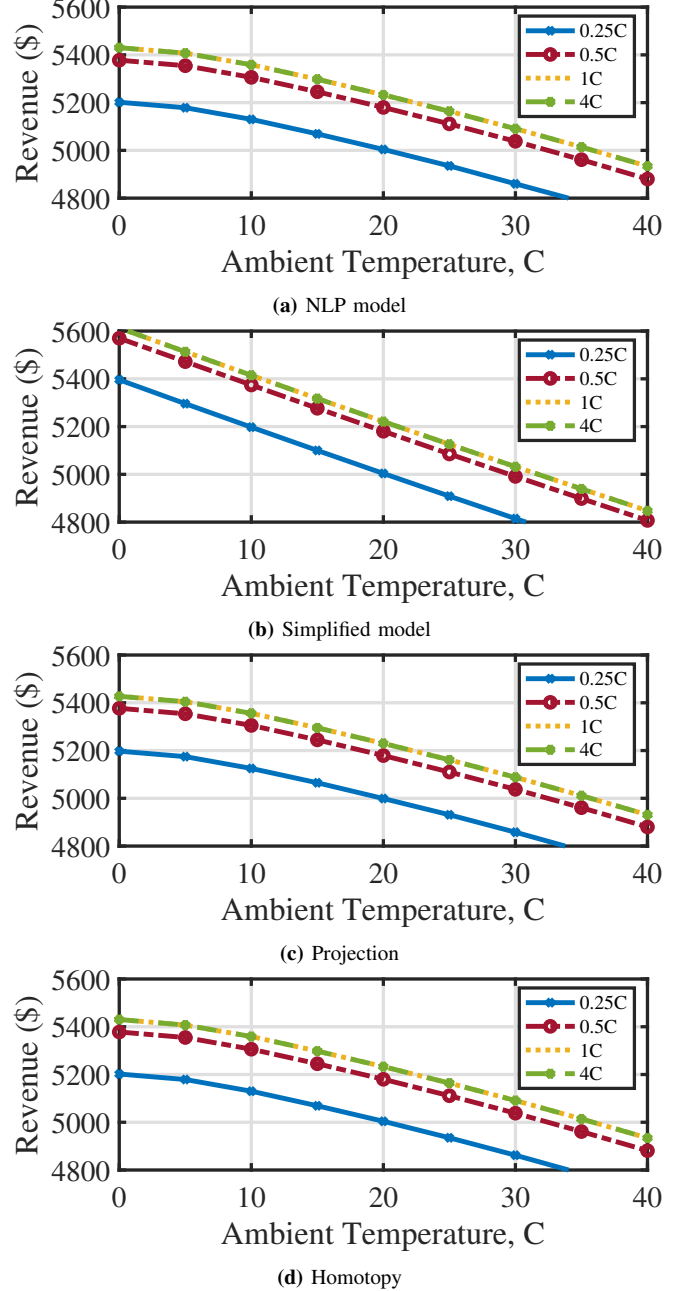 5600
5400
5200
5000
4800
Revenue ($)
0.25C
0.5C
1C
4C
0 10 20 30 40
Ambient Temperature, C
(a) NLP model
5600
5400
5200
5000
4800
Revenue ($)
0.25C
0.5C
1C
4C
0 10 20 30 40
Ambient Temperature, C
(b) Simplified model
5600
5400
5200
5000
4800
Revenue ($)
0.25C
0.5C
1C
4C
0 10 20 30 40
Ambient Temperature, C
(c) Projection
5600
5400
5200
5000
4800
Revenue ($)
0.25C
0.5C
1C
4C
0 10 20 30 40
Ambient Temperature, C
(d) Homotopy